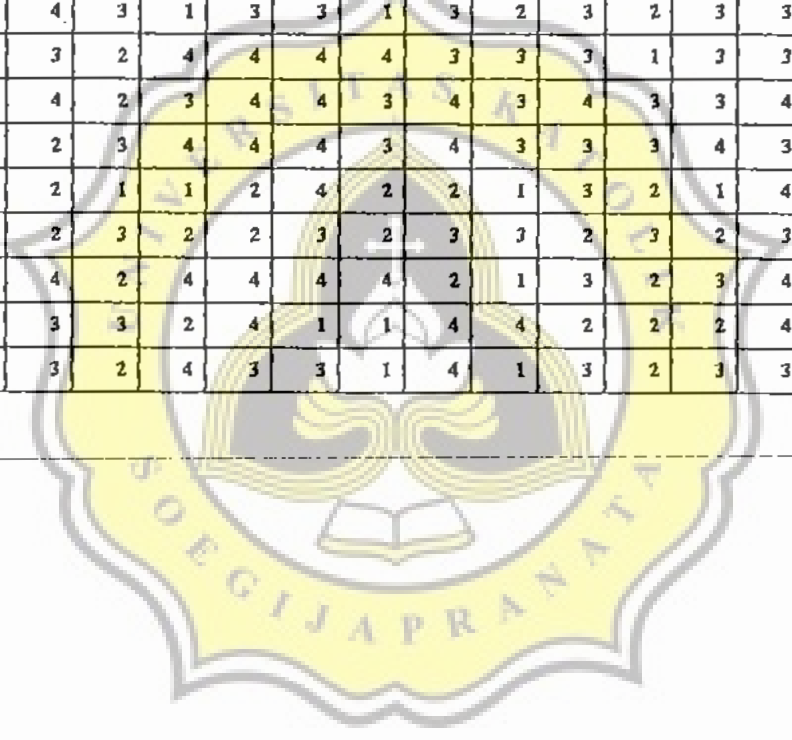 4 3 1 3 3 1 3 2 3 2 3 3
3 2 4 4 4 4 3 3 3 1 3 3
4 2 3 4 4 3 4 3 4 3 3 4
2 3 4 4 4 3 4 3 3 3 4 3
2 1 1 2 4 2 2 1 3 2 1 4
2 3 2 2 3 2 3 3 2 3 2 3
4 2 4 4 4 4 2 1 3 2 3 4
3 3 2 4 1 1 4 4 2 2 2 4
3 2 4 3 3 1 4 1 3 2 3 3
UNIVERSITAS KATOLIK
SOEGIJAPRANATA